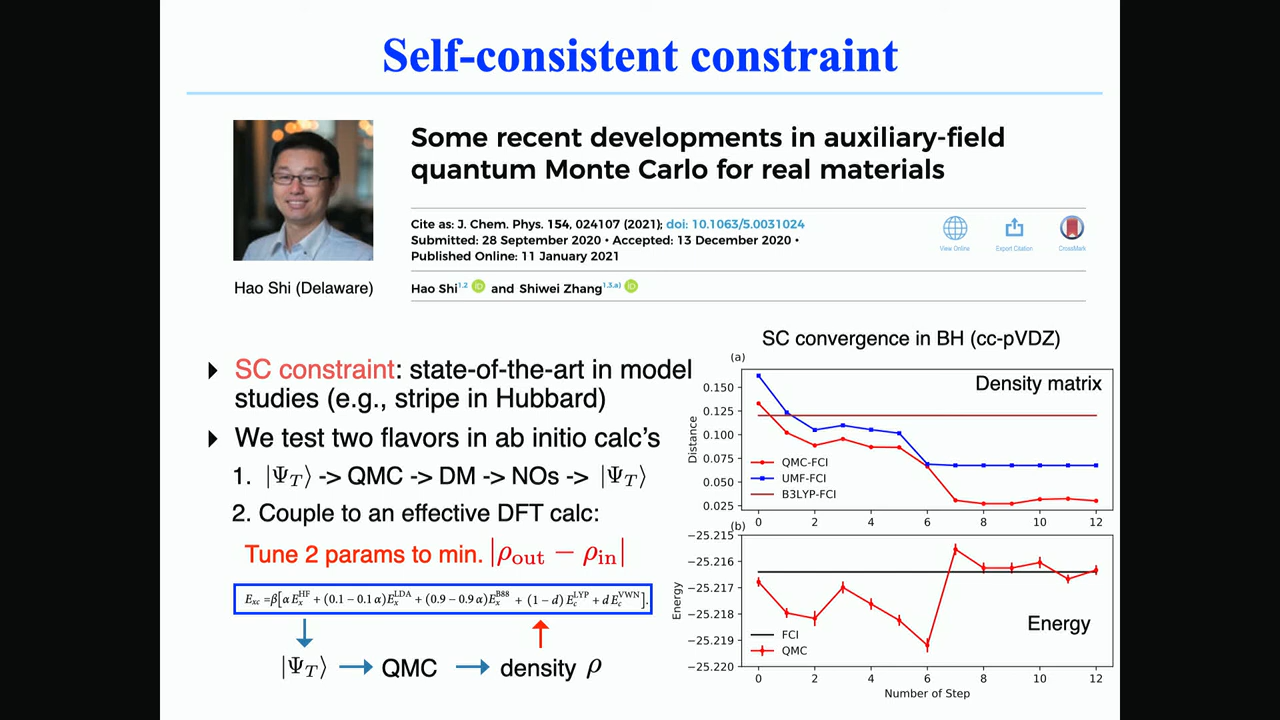 Self-consistent constraint
Some recent developments in auxiliary-field
quantum Monte Carlo for real materials
Cite as: J. Chem. Phys. 154, 024107 (2021); doi: 10.1063/5.0031024
Submitted: 28 September 2020 • Accepted: 13 December 2020 •
Published Online: 11 January 2021
View Online
Export Citation
CrossMark
Hao Shi (Delaware)
Hao Shi1,2 iD and Shiwei Zhang1,3,a) iD
SC constraint: state-of-the-art in model
studies (e.g., stripe in Hubbard)
We test two flavors in ab initio calc's
1. |Ψ_T⟩ -> QMC -> DM -> NOs -> |Ψ_T⟩
2. Couple to an effective DFT calc:
Tune 2 params to min. |ρ_out − ρ_in|
E_xc =β[α E_x^HF + (0.1 − 0.1 α)E_x^LDA + (0.9 − 0.9 α)E_x^B88 + (1 − d) E_c^LYP + d E_c^VWN].
|Ψ_T⟩ → QMC → density ρ
SC convergence in BH (cc-pVDZ)
(a)
Density matrix
Distance
0.150
0.125
0.100
0.075
0.050
0.025
QMC-FCI
UMF-FCI
B3LYP-FCI
0 2 4 6 8 10 12
(b)
Energy
−25.215
−25.216
−25.217
−25.218
−25.219
−25.220
Energy
FCI
QMC
0 2 4 6 8 10 12
Number of Step